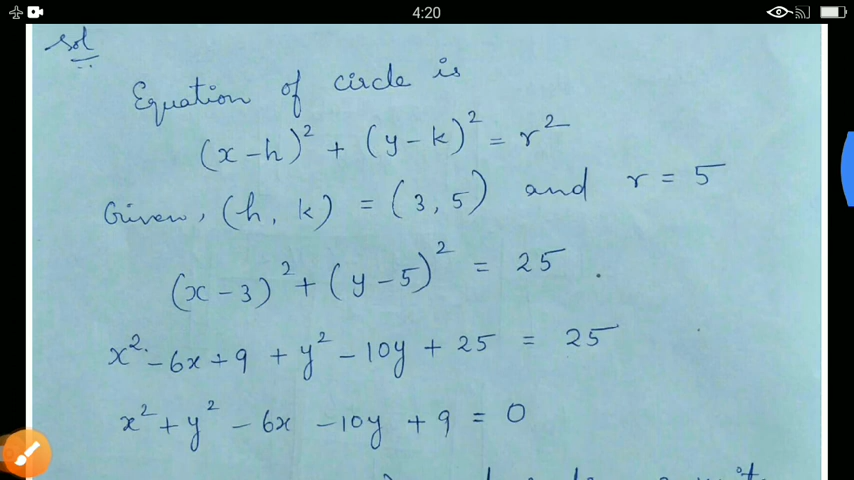 4:20
Sol
Equation of circle is
(x-h)² + (y-k)² = r²
Given, (h, k) = (3, 5) and r = 5
(x-3)² + (y-5)² = 25
x² - 6x + 9 + y² - 10y + 25 = 25
x² + y² - 6x - 10y + 9 = 0